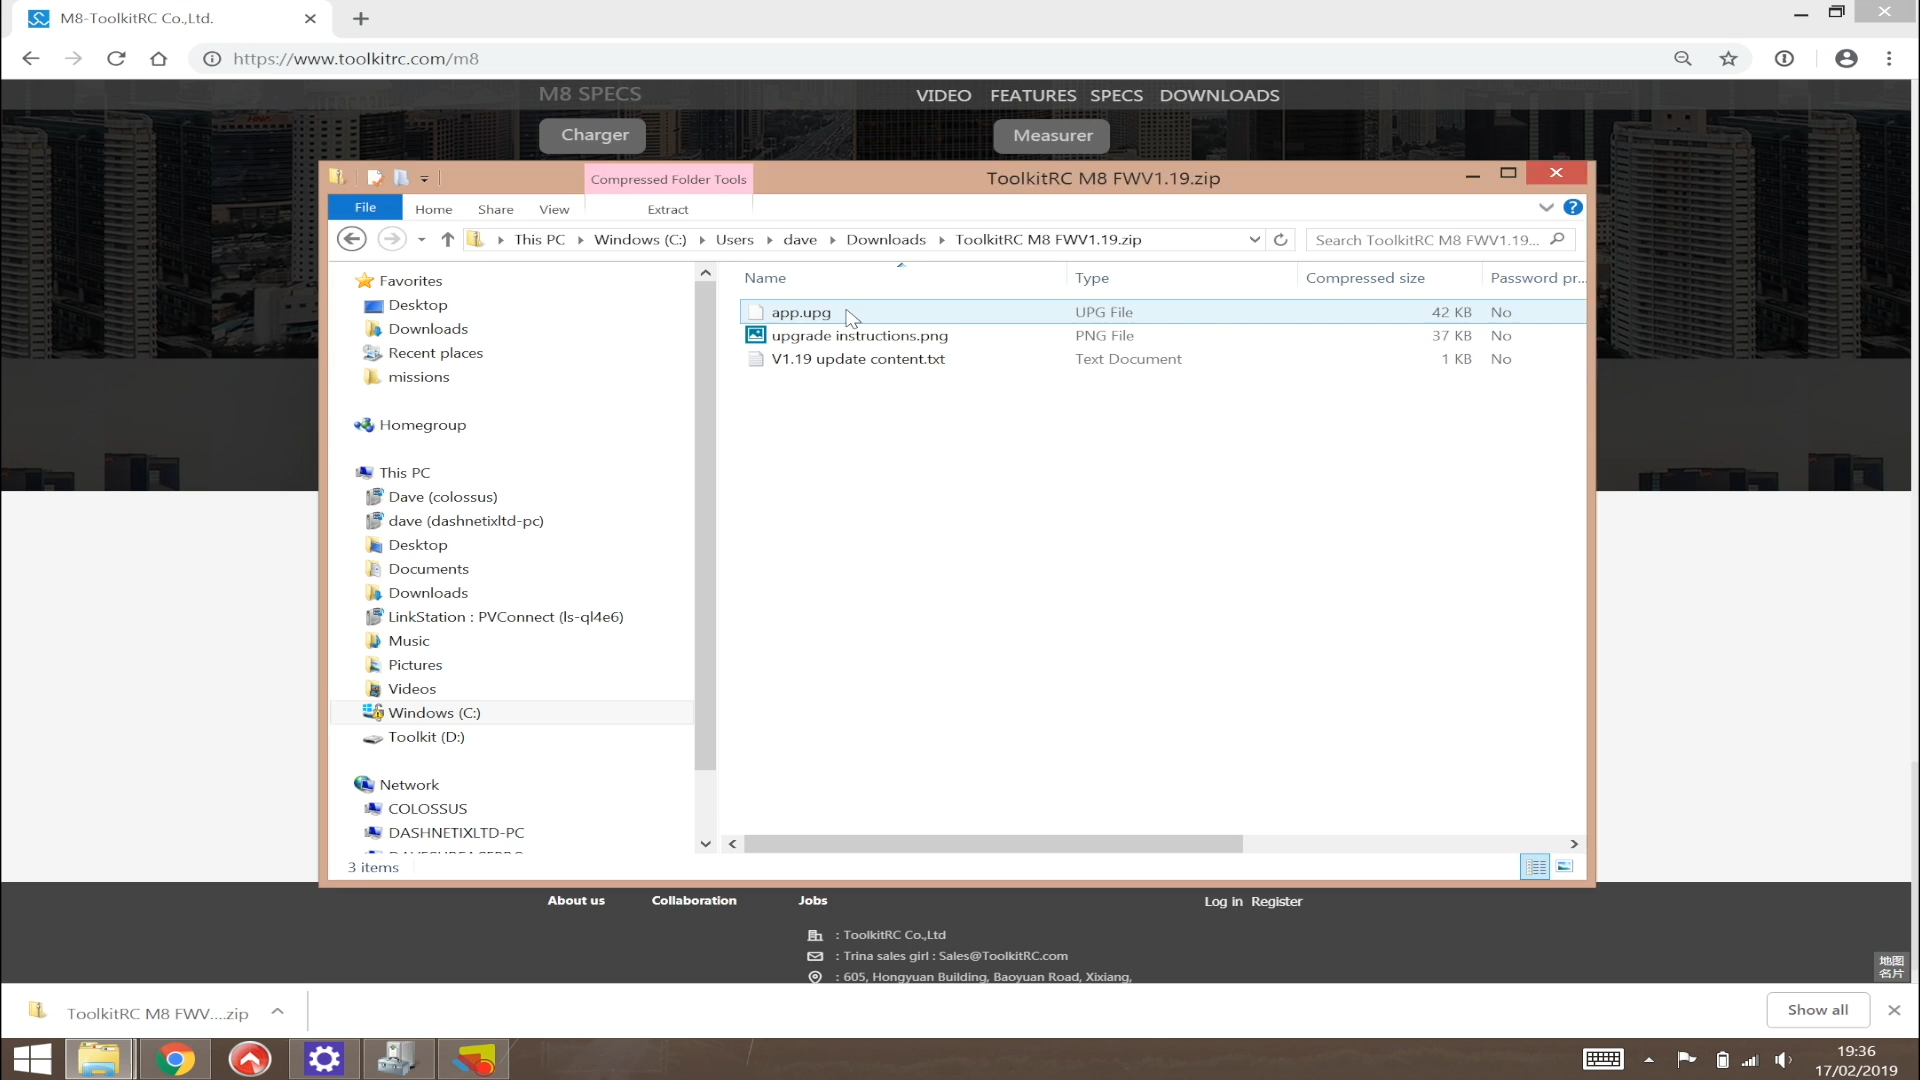 M8-ToolkitRC Co.,Ltd.
https://www.toolkitrc.com/m8
M8 SPECS
VIDEO FEATURES SPECS DOWNLOADS
Charger
Measurer
Compressed Folder Tools
ToolkitRC M8 FWV1.19.zip
File Home Share View Extract
This PC Windows (C:) Users dave Downloads ToolkitRC M8 FWV1.19.zip
Search ToolkitRC M8 FWV1.19...
Name Type Compressed size Password pr...
app.upg UPG File 42 KB No
upgrade instructions.png PNG File 37 KB No
V1.19 update content.txt Text Document 1 KB No
Favorites
Desktop
Downloads
Recent places
missions
Homegroup
This PC
Dave (colossus)
dave (dashnetixltd-pc)
Desktop
Documents
Downloads
LinkStation : PVConnect (ls-ql4e6)
Music
Pictures
Videos
Windows (C:)
Toolkit (D:)
Network
COLOSSUS
DASHNETIXLTD-PC
3 items
About us Collaboration Jobs
Log in Register
: ToolkitRC Co.,Ltd
: Trina sales girl : Sales@ToolkitRC.com
: 605, Hongyuan Building, Baoyuan Road, Xixiang,
地图
名片
ToolkitRC M8 FWV....zip
Show all
19:36
17/02/2019